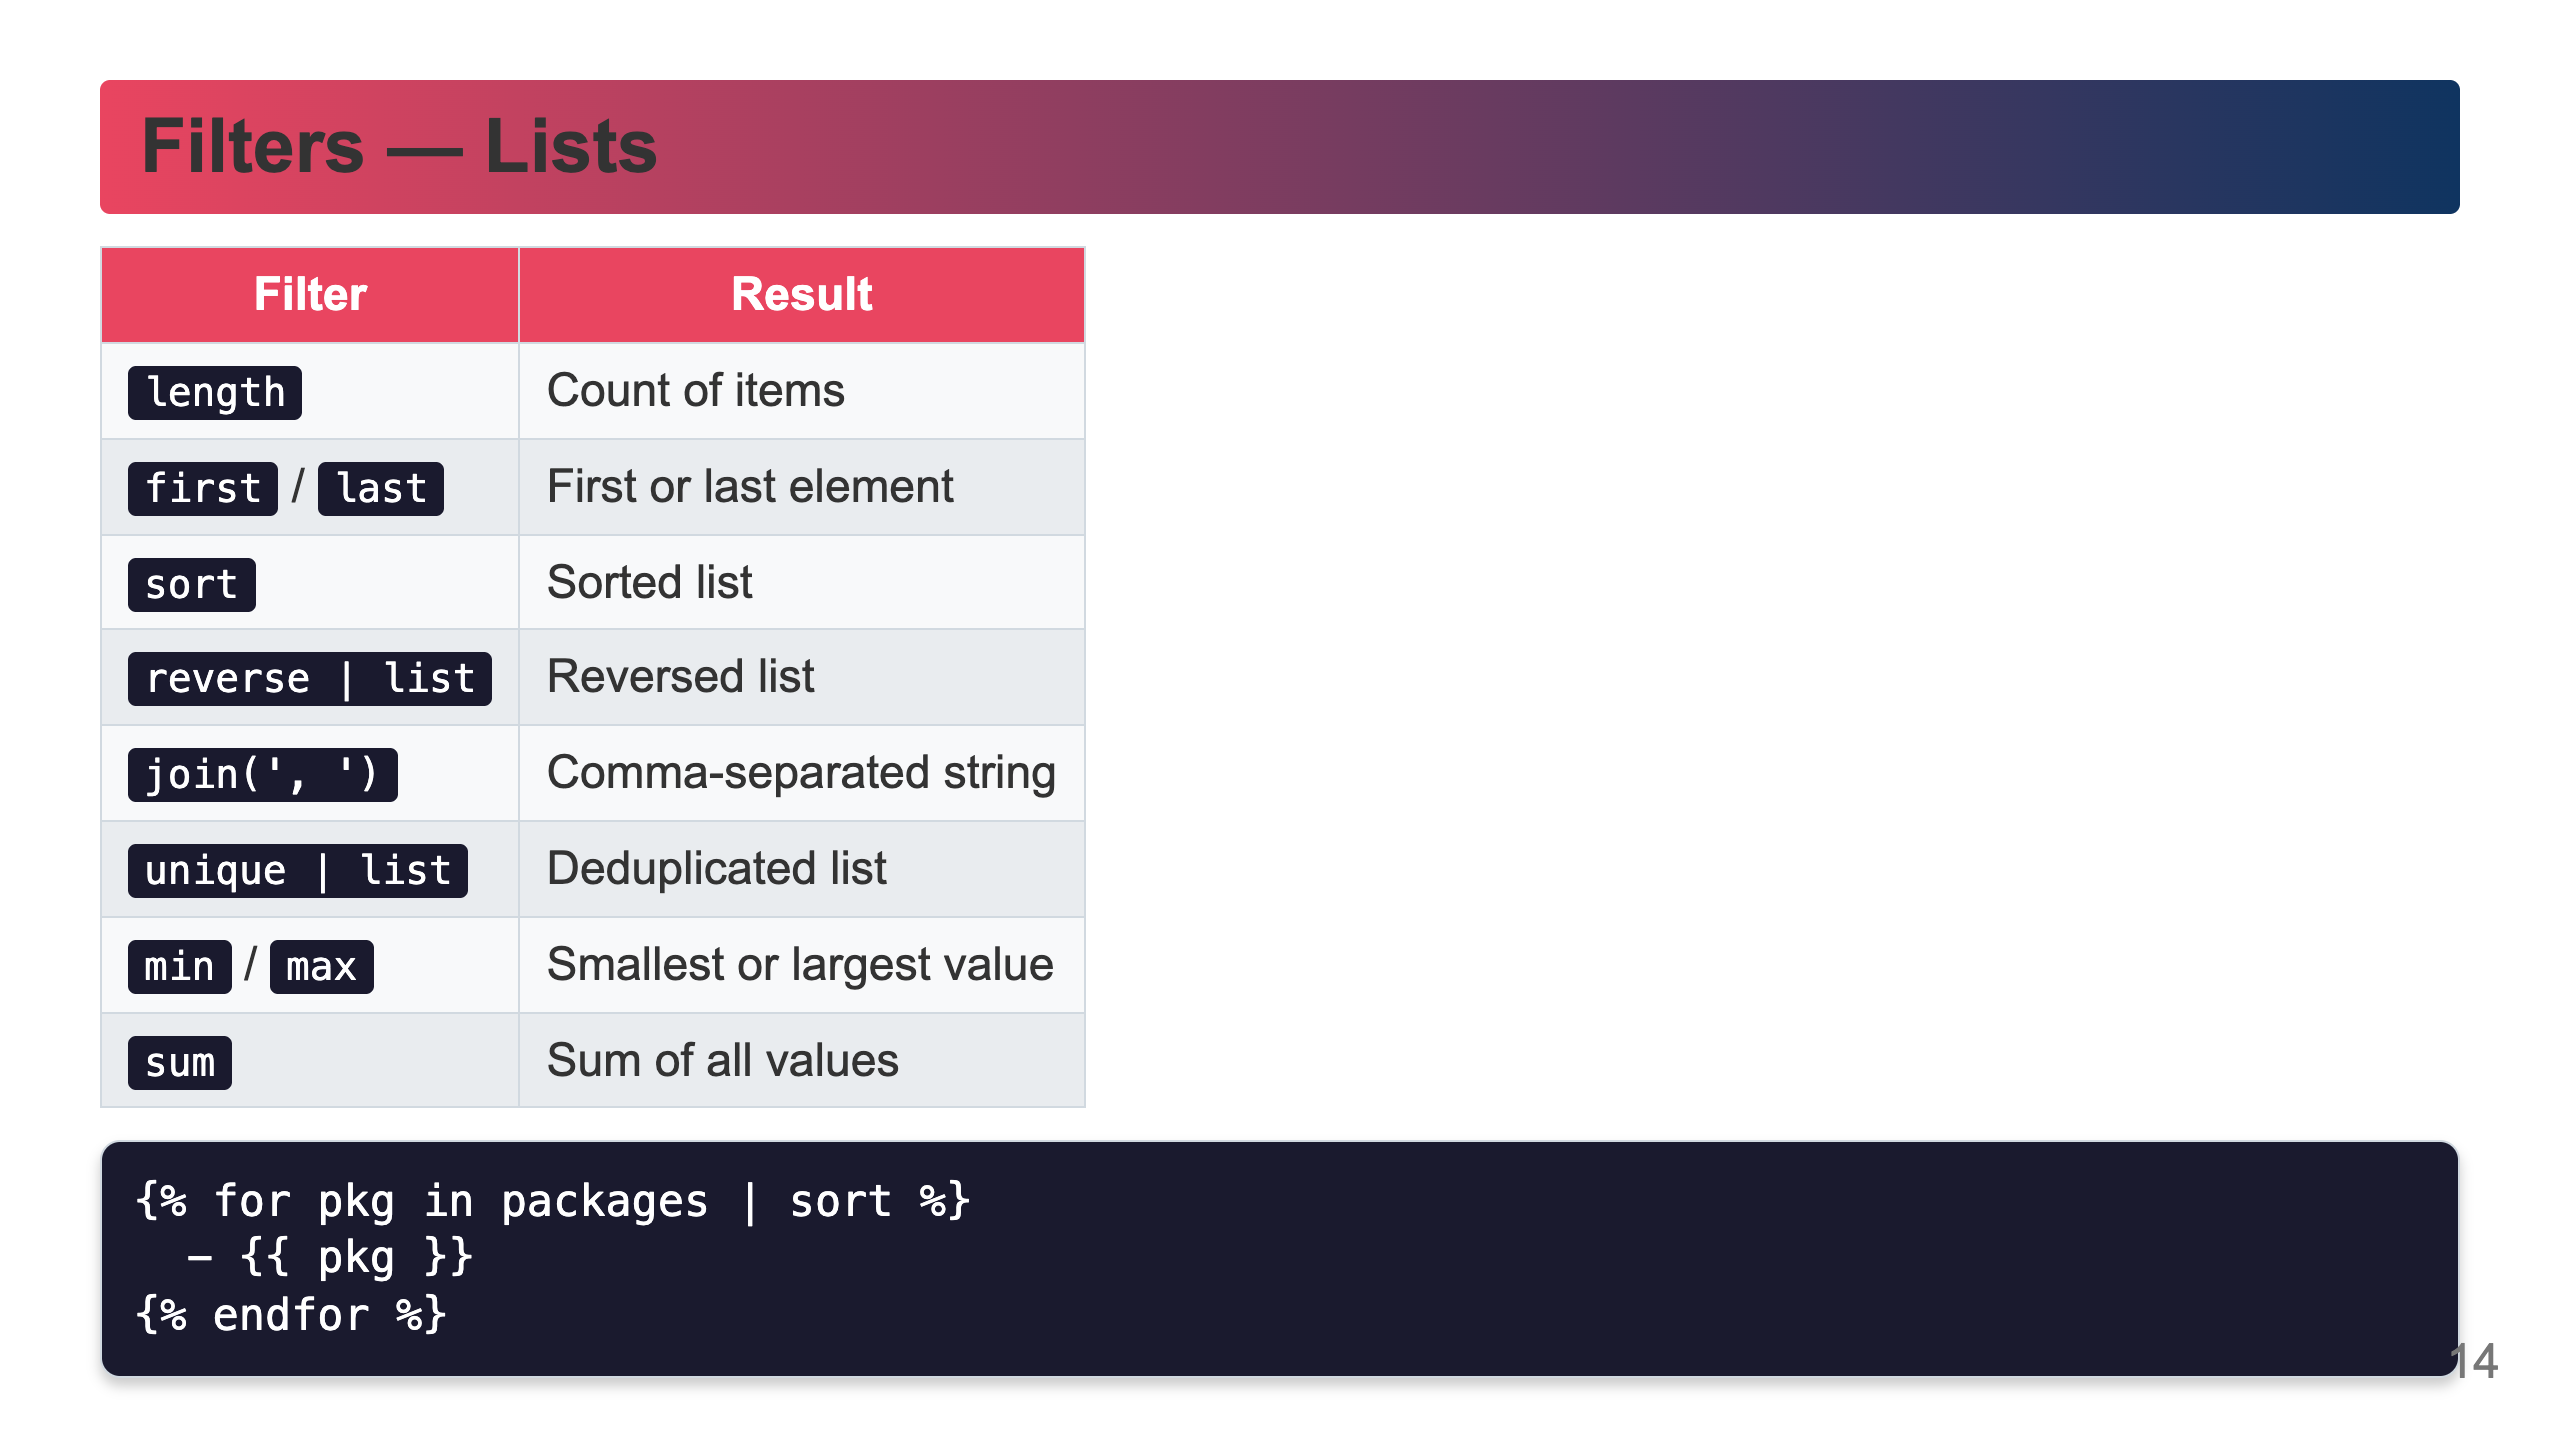 Filters — Lists
Filter Result
length Count of items
first / last First or last element
sort Sorted list
reverse | list Reversed list
join(', ') Comma-separated string
unique | list Deduplicated list
min / max Smallest or largest value
sum Sum of all values
{% for pkg in packages | sort %}
  - {{ pkg }}
{% endfor %}
14